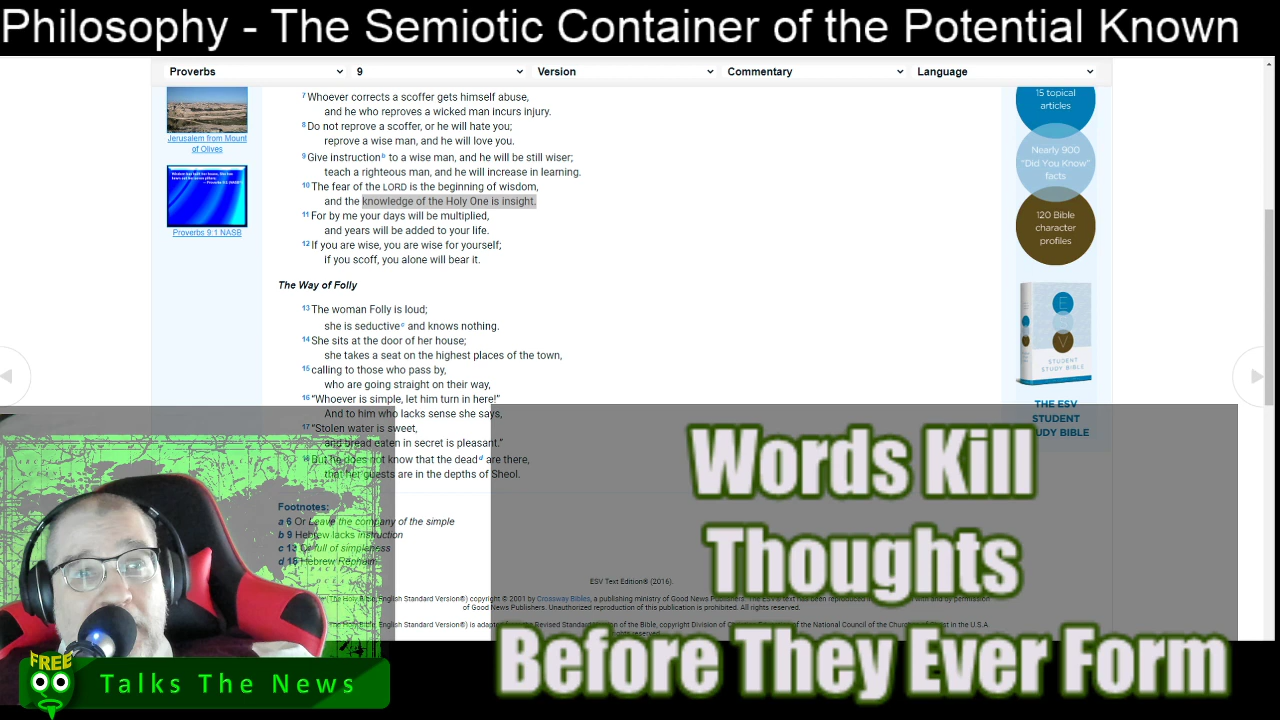 Philosophy - The Semiotic Container of the Potential Known
Proverbs 9 Version Commentary Language
Jerusalem from Mount
of Olives
Proverbs 9:1 NASB
7 Whoever corrects a scoffer gets himself abuse,
and he who reproves a wicked man incurs injury.
8 Do not reprove a scoffer, or he will hate you;
reprove a wise man, and he will love you.
9 Give instruction b to a wise man, and he will be still wiser;
teach a righteous man, and he will increase in learning.
10 The fear of the LORD is the beginning of wisdom,
and the knowledge of the Holy One is insight.
11 For by me your days will be multiplied,
and years will be added to your life.
12 If you are wise, you are wise for yourself;
if you scoff, you alone will bear it.
The Way of Folly
13 The woman Folly is loud;
she is seductive c and knows nothing.
14 She sits at the door of her house;
she takes a seat on the highest places of the town,
15 calling to those who pass by,
who are going straight on their way,
16 "Whoever is simple, let him turn in here!"
And to him who lacks sense she says,
17 "Stolen water is sweet,
and bread eaten in secret is pleasant."
18 But he does not know that the dead d are there,
that her guests are in the depths of Sheol.
Footnotes:
a 6 Or Leave the company of the simple
b 9 Hebrew lacks instruction
c 13 Or full of simpleness
d 18 Hebrew Rephaim
ESV Text Edition® (2016).
15 topical
articles
Nearly 900
"Did You Know"
facts
120 Bible
character
profiles
E
V
STUDENT
STUDY BIBLE
THE ESV
STUDENT
UDY BIBLE
Words Kill
Thoughts
Before They Ever Form
FREE
Talks The News